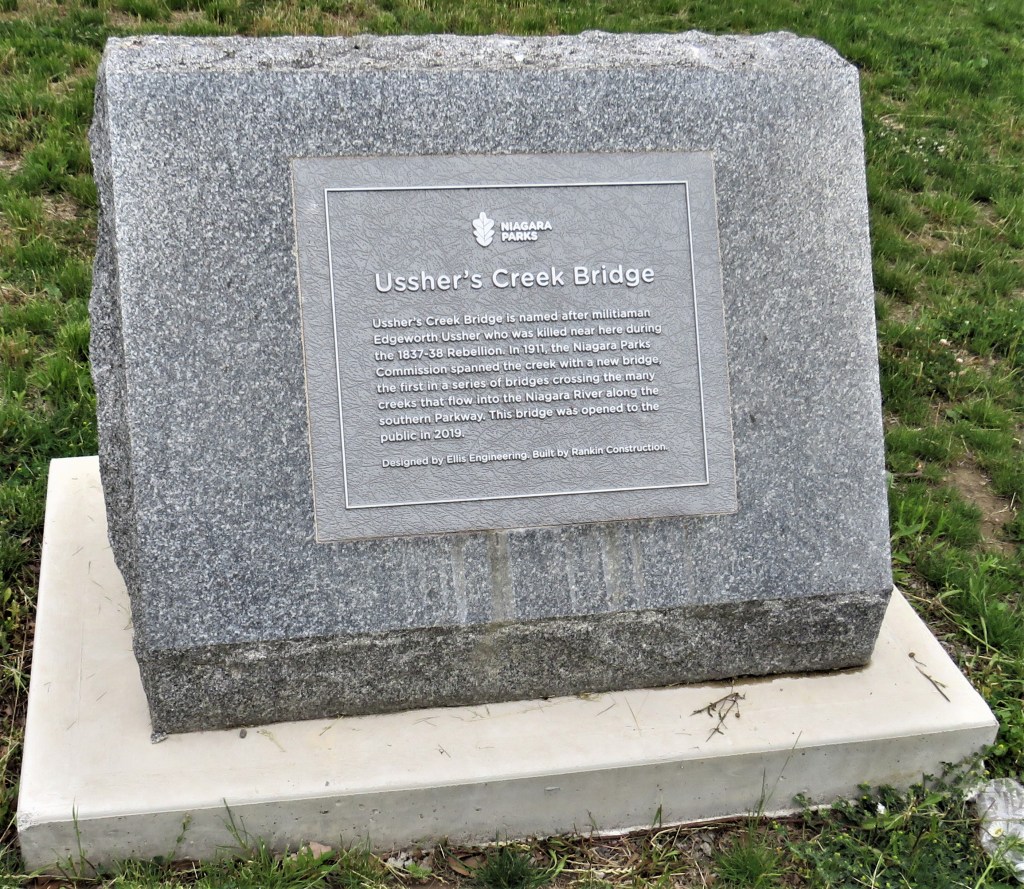 NIAGARA
PARKS
Ussher's Creek Bridge
Ussher's Creek Bridge is named after militiaman
Edgeworth Ussher who was killed near here during
the 1837-38 Rebellion. In 1911, the Niagara Parks
Commission spanned the creek with a new bridge,
the first in a series of bridges crossing the many
creeks that flow into the Niagara River along the
southern Parkway. This bridge was opened to the
public in 2019.
Designed by Ellis Engineering. Built by Rankin Construction.